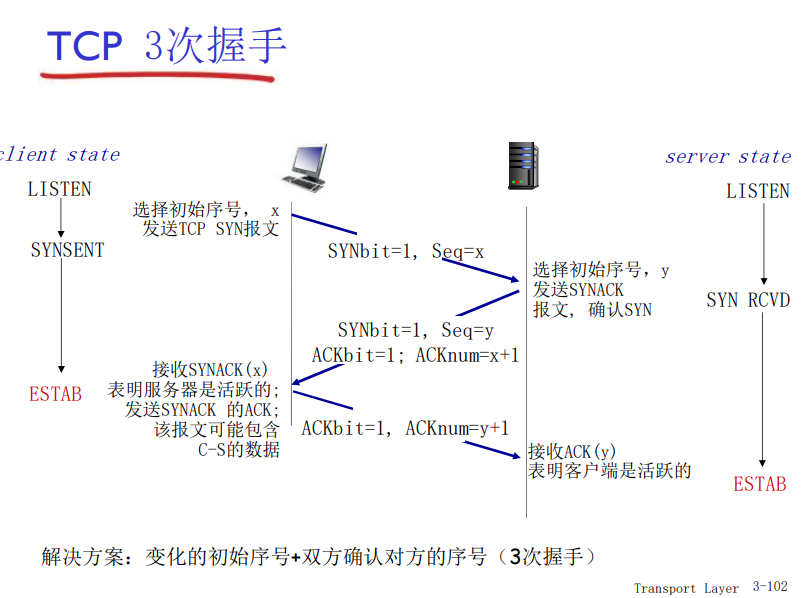 TCP 3次握手
client state
server state
LISTEN
LISTEN
选择初始序号， x
发送TCP SYN报文
SYNSENT
SYNbit=1, Seq=x
选择初始序号，y
发送SYNACK
报文, 确认SYN
SYN RCVD
SYNbit=1, Seq=y
ACKbit=1; ACKnum=x+1
接收SYNACK(x)
表明服务器是活跃的;
发送SYNACK 的ACK;
该报文可能包含
C-S的数据
ESTAB
ACKbit=1, ACKnum=y+1
接收ACK(y)
表明客户端是活跃的
ESTAB
解决方案：变化的初始序号+双方确认对方的序号（3次握手）
Transport Layer 3-102